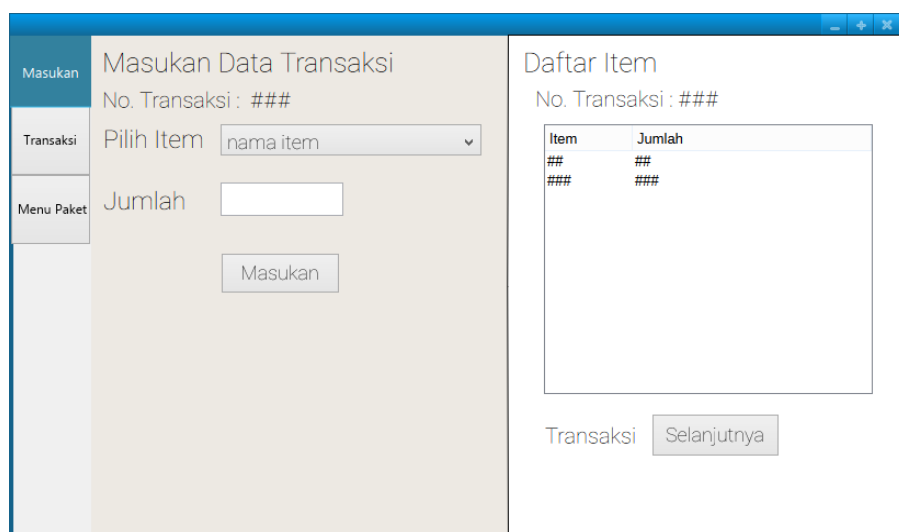 Masukan
Transaksi
Menu Paket
Masukan Data Transaksi
No. Transaksi : ###
Pilih Item nama item
Jumlah
Masukan
Daftar Item
No. Transaksi : ###
Item Jumlah
## ##
### ###
Transaksi Selanjutnya